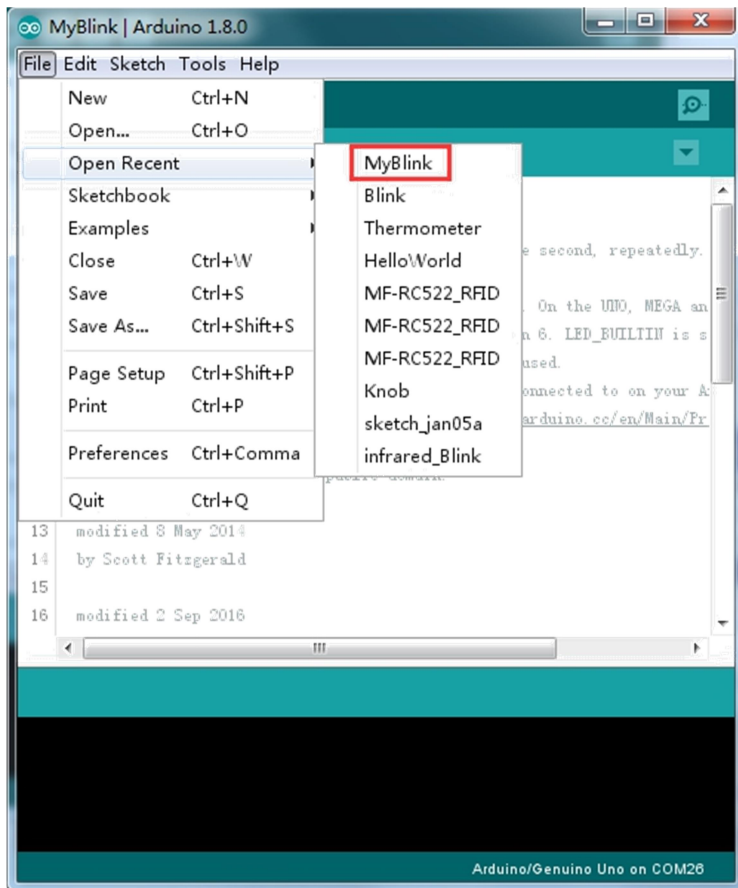 MyBlink | Arduino 1.8.0
File Edit Sketch Tools Help
New Ctrl+N
Open... Ctrl+O
Open Recent
Sketchbook
Examples
Close Ctrl+W
Save Ctrl+S
Save As... Ctrl+Shift+S
Page Setup Ctrl+Shift+P
Print Ctrl+P
Preferences Ctrl+Comma
Quit Ctrl+Q
MyBlink
Blink
Thermometer
HelloWorld
MF-RC522_RFID
MF-RC522_RFID
MF-RC522_RFID
Knob
sketch_jan05a
infrared_Blink
e second, repeatedly.
. On the UNO, MEGA an
n 6. LED_BUILTIN is s
used.
onnected to on your A
arduino.cc/en/Main/Pr
public domain.
13 modified 8 May 2014
14 by Scott Fitzgerald
15
16 modified 2 Sep 2016
Arduino/Genuino Uno on COM26